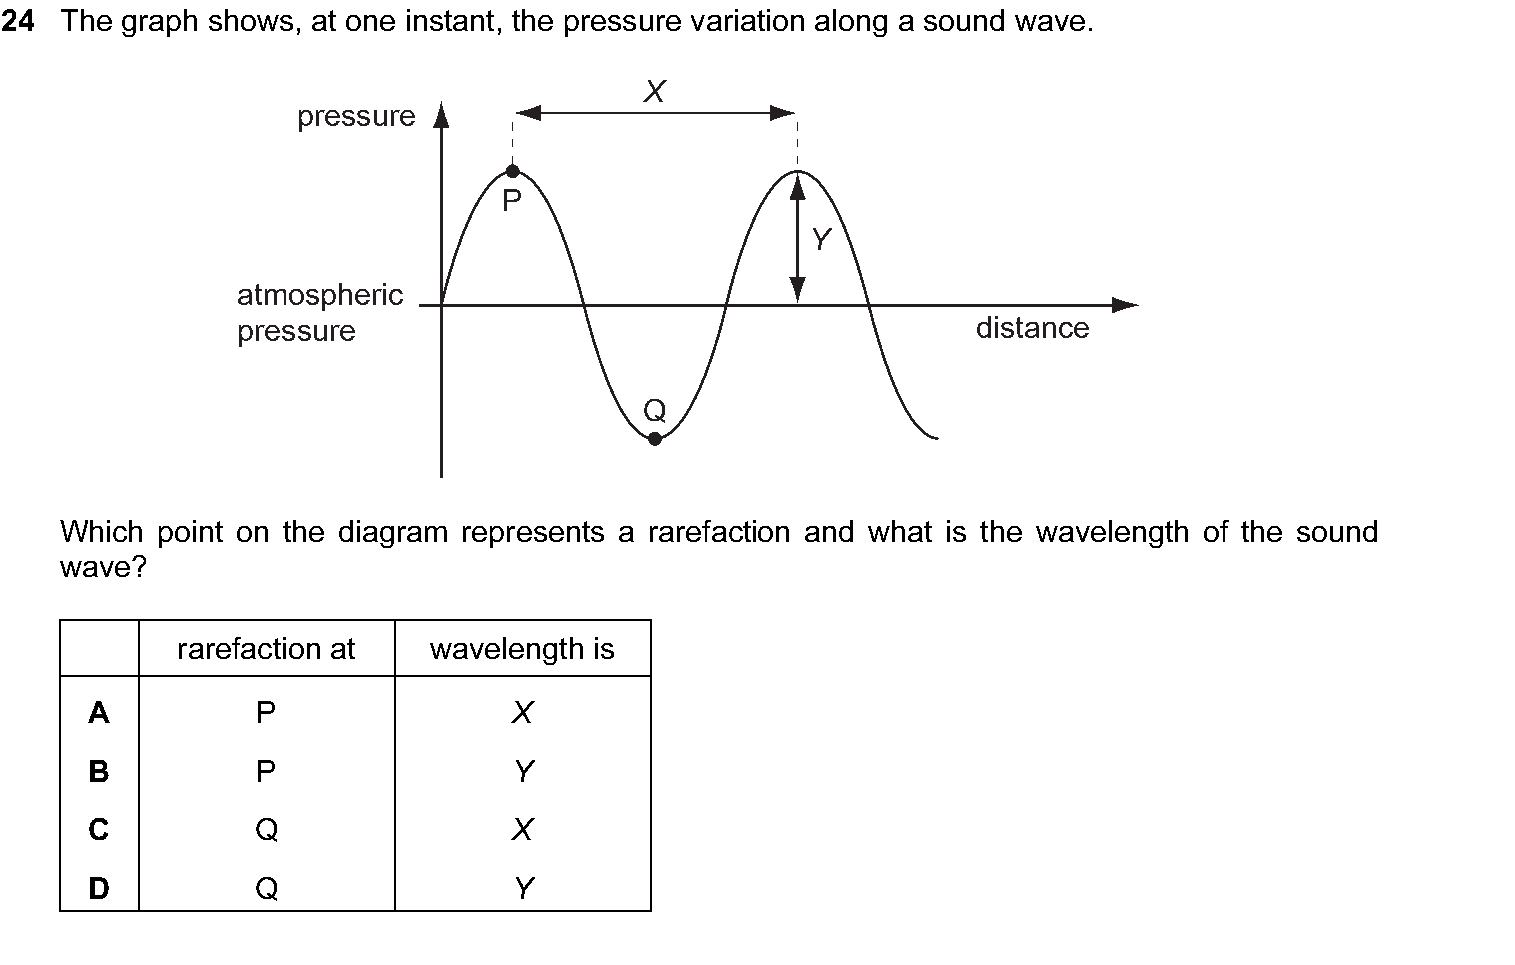 24 The graph shows, at one instant, the pressure variation along a sound wave.
X
pressure
P
Y
atmospheric
pressure
distance
Q
Which point on the diagram represents a rarefaction and what is the wavelength of the sound
wave?
rarefaction at wavelength is
A P X
B P Y
C Q X
D Q Y